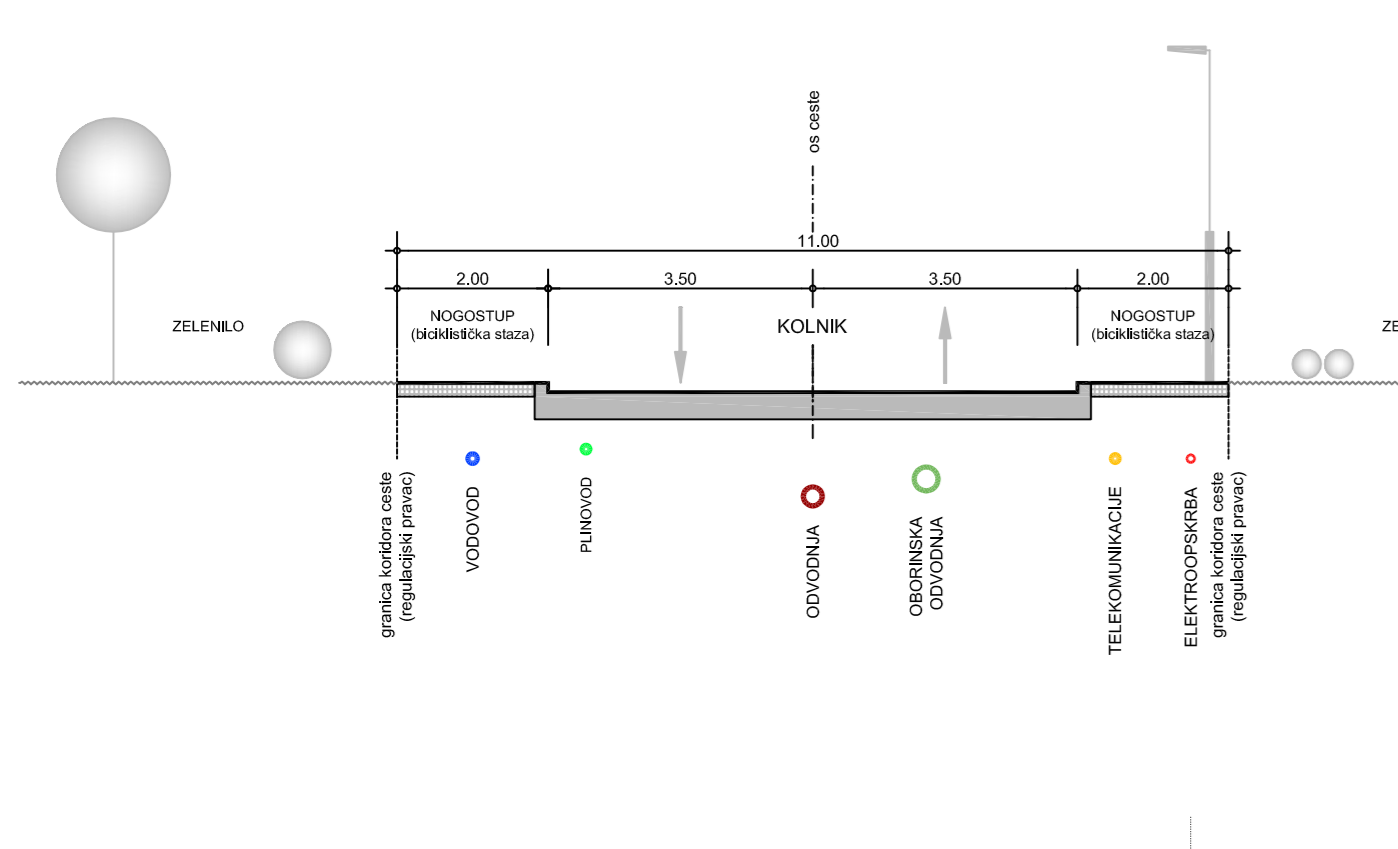 os ceste
11.00
2.00
3.50
3.50
2.00
ZELENILO
NOGOSTUP
(biciklistička staza)
KOLNIK
NOGOSTUP
(biciklistička staza)
ZE
granica koridora ceste
(regulacijski pravac)
VODOVOD
PLINOVOD
ODVODNJA
OBORINSKA
ODVODNJA
TELEKOMUNIKACIJE
ELEKTROOPSKRBA
granica koridora ceste
(regulacijski pravac)